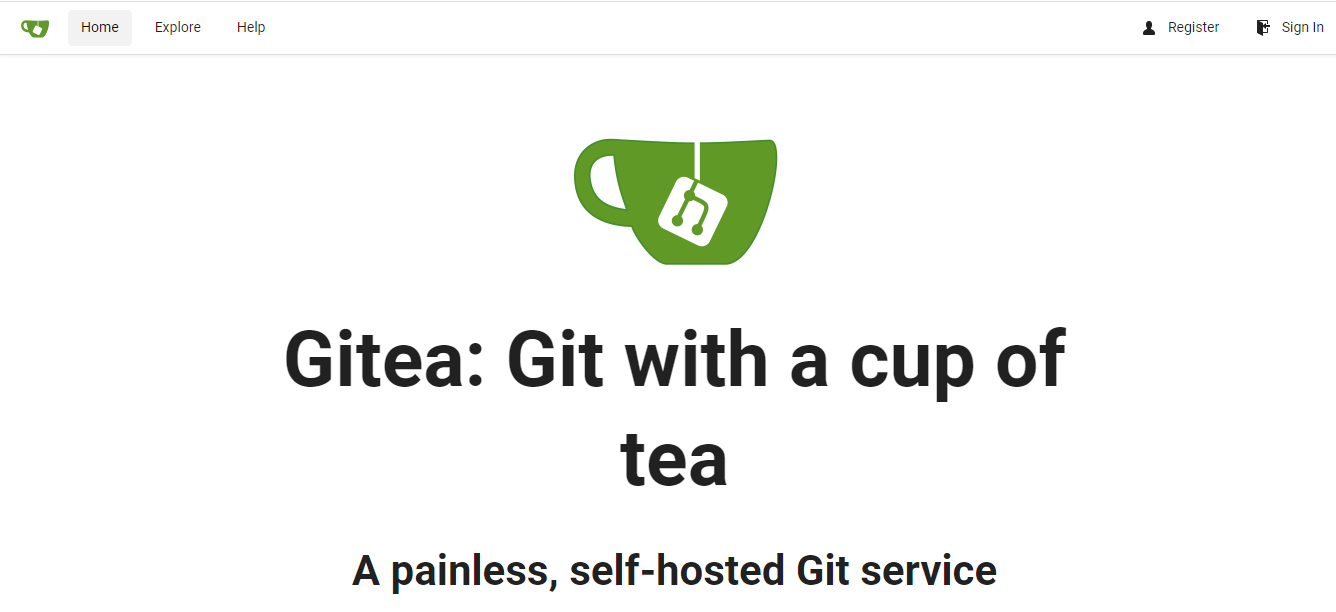 Home Explore Help Register Sign In
Gitea: Git with a cup of
tea
A painless, self-hosted Git service